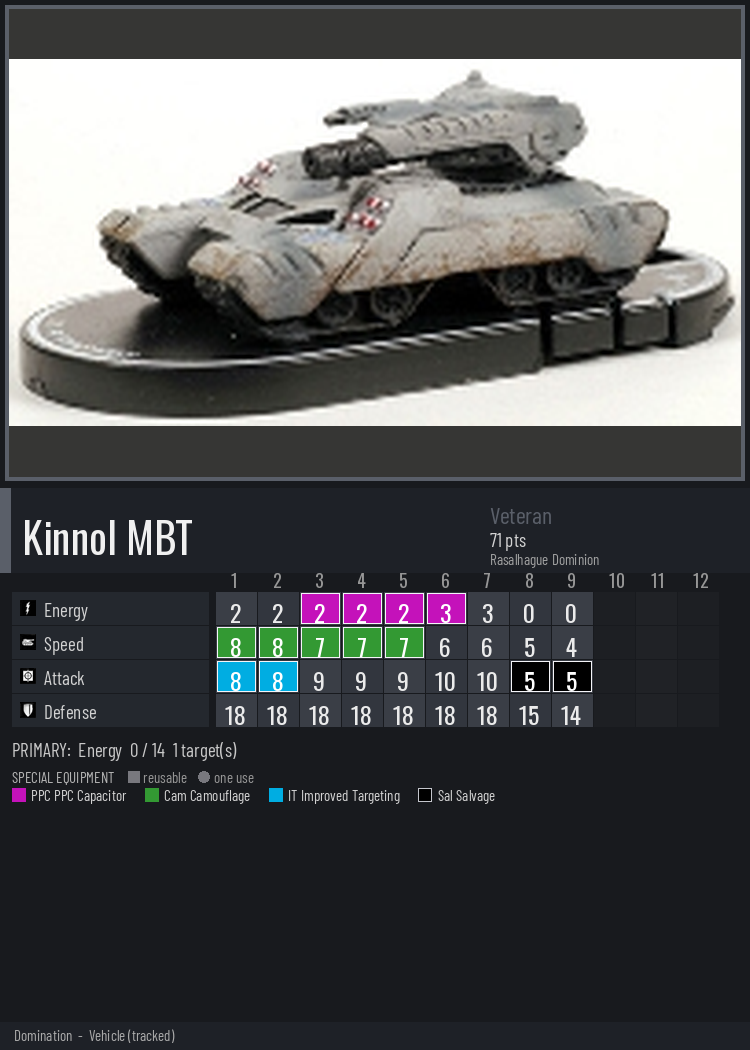 Kinnol MBT
Veteran
71 pts
Rasalhague Dominion
1 2 3 4 5 6 7 8 9 10 11 12
Energy 2 2 2 2 2 3 3 0 0
Speed 8 8 7 7 7 6 6 5 4
Attack 8 8 9 9 9 10 10 5 5
Defense 18 18 18 18 18 18 18 15 14
PRIMARY: Energy 0 / 14 1 target(s)
SPECIAL EQUIPMENT reusable one use
PPC PPC Capacitor Cam Camouflage IT Improved Targeting Sal Salvage
Domination - Vehicle (tracked)